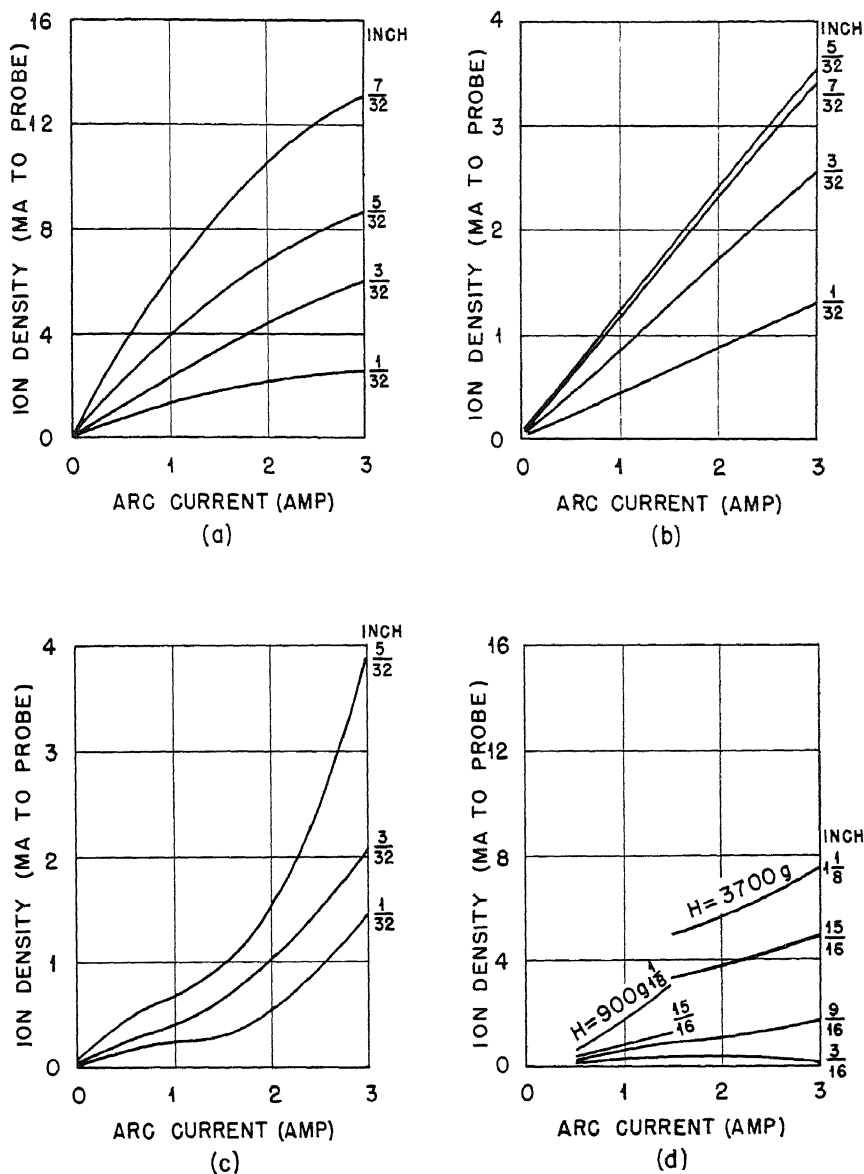 16
12
8
4
0
0 1 2 3
INCH
7/32
5/32
3/32
1/32
ION DENSITY (MA TO PROBE)
ARC CURRENT (AMP)
(a)
4
3
2
1
0
0 1 2 3
INCH
5/32
7/32
3/32
1/32
ION DENSITY (MA TO PROBE)
ARC CURRENT (AMP)
(b)
4
3
2
1
0
0 1 2 3
INCH
5/32
3/32
1/32
ION DENSITY (MA TO PROBE)
ARC CURRENT (AMP)
(c)
16
12
8
4
0
0 1 2 3
INCH
1 1/8
15/16
9/16
3/16
H=3700g
H=900g 1 1/8
15/16
ION DENSITY (MA TO PROBE)
ARC CURRENT (AMP)
(d)